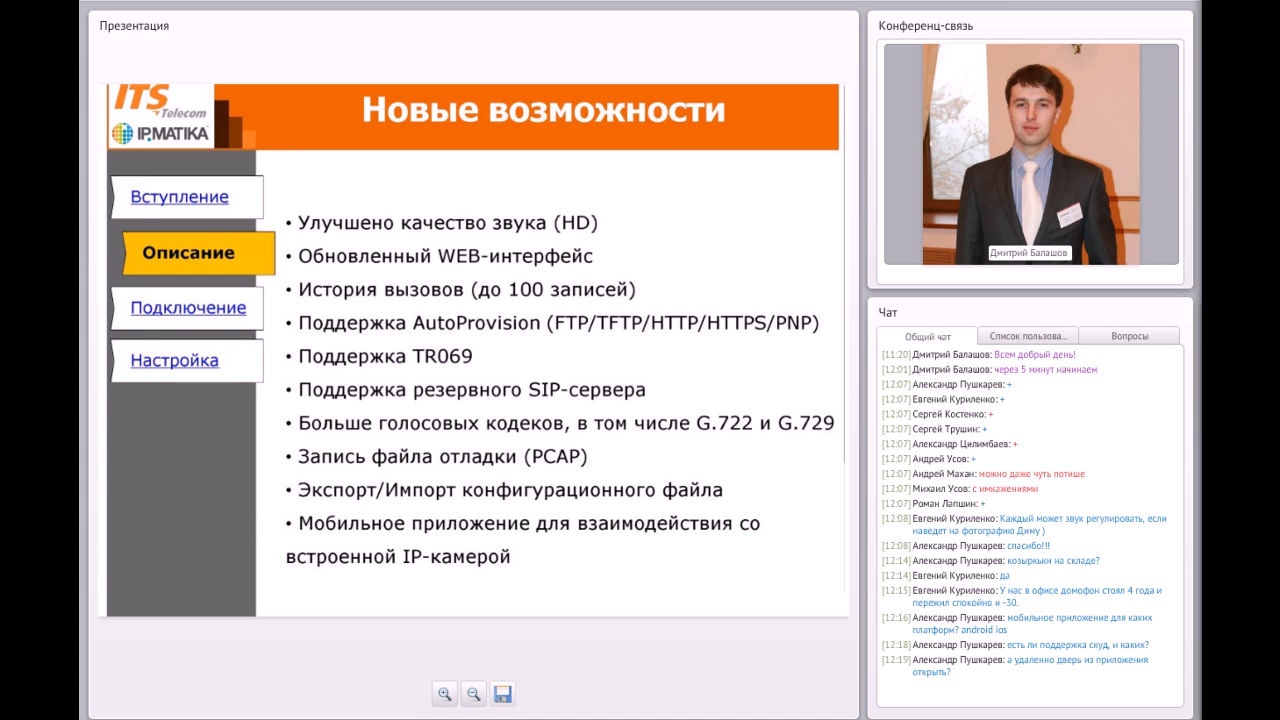 Презентация
ITS
Telecom
IP.MATIKA
Новые возможности
Вступление
Описание
Подключение
Настройка
• Улучшено качество звука (HD)
• Обновленный WEB-интерфейс
• История вызовов (до 100 записей)
• Поддержка AutoProvision (FTP/TFTP/HTTP/HTTPS/PNP)
• Поддержка TR069
• Поддержка резервного SIP-сервера
• Больше голосовых кодеков, в том числе G.722 и G.729
• Запись файла отладки (PCAP)
• Экспорт/Импорт конфигурационного файла
• Мобильное приложение для взаимодействия со
встроенной IP-камерой
Конференц-связь
Дмитрий Балашов
Чат
Общий чат
Список пользова...
Вопросы
[11:20] Дмитрий Балашов: Всем добрый день!
[12:01] Дмитрий Балашов: через 5 минут начинаем
[12:07] Александр Пушкарев: +
[12:07] Евгений Куриленко: +
[12:07] Сергей Костенко: +
[12:07] Сергей Трушин: +
[12:07] Александр Цилимбаев: +
[12:07] Андрей Усов: +
[12:07] Андрей Махан: можно даже чуть потише
[12:07] Михаил Усов: с имкажениями
[12:07] Роман Лапшин: +
[12:08] Евгений Куриленко: Каждый может звук регулировать, если
наведет на фотографию Диму )
[12:08] Александр Пушкарев: спасибо!!!
[12:14] Александр Пушкарев: козыркьки на складе?
[12:14] Евгений Куриленко: да
[12:15] Евгений Куриленко: У нас в офисе домофон стоял 4 года и
пережил спокойно и -30.
[12:16] Александр Пушкарев: мобильное приложение для каких
платформ? android ios
[12:18] Александр Пушкарев: есть ли поддержка скуд, и каких?
[12:19] Александр Пушкарев: а удаленно дверь из приложения
открыть?